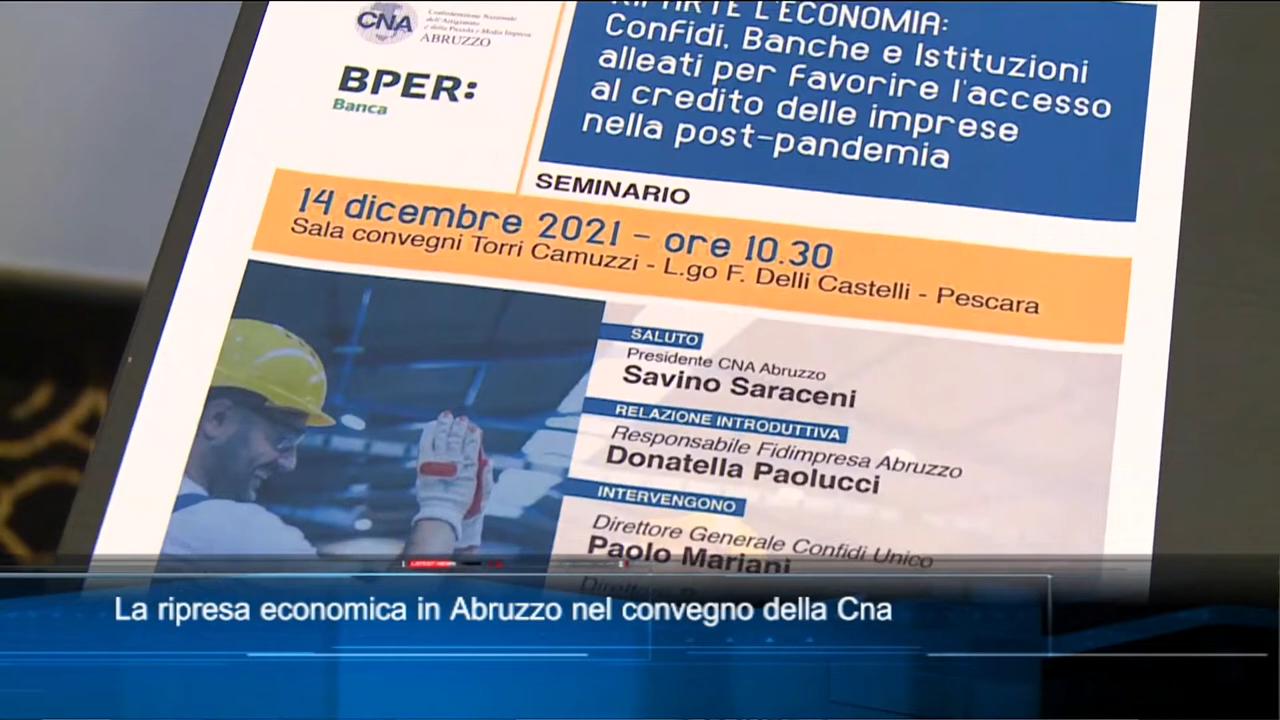 CNA
Confederazione Nazionale
dell'Artigianato
e della Piccola e Media Impresa
ABRUZZO
BPER:
Banca
L'ECONOMIA:
Confidi, Banche e Istituzioni
alleati per favorire l'accesso
al credito delle imprese
nella post-pandemia
SEMINARIO
14 dicembre 2021 - ore 10.30
Sala convegni Torri Camuzzi - L.go F. Delli Castelli - Pescara
SALUTO
Presidente CNA Abruzzo
Savino Saraceni
RELAZIONE INTRODUTTIVA
Responsabile Fidimpresa Abruzzo
Donatella Paolucci
INTERVENGONO
Direttore Generale Confidi Unico
Paolo Mariani
LATEST NEWS
La ripresa economica in Abruzzo nel convegno della Cna